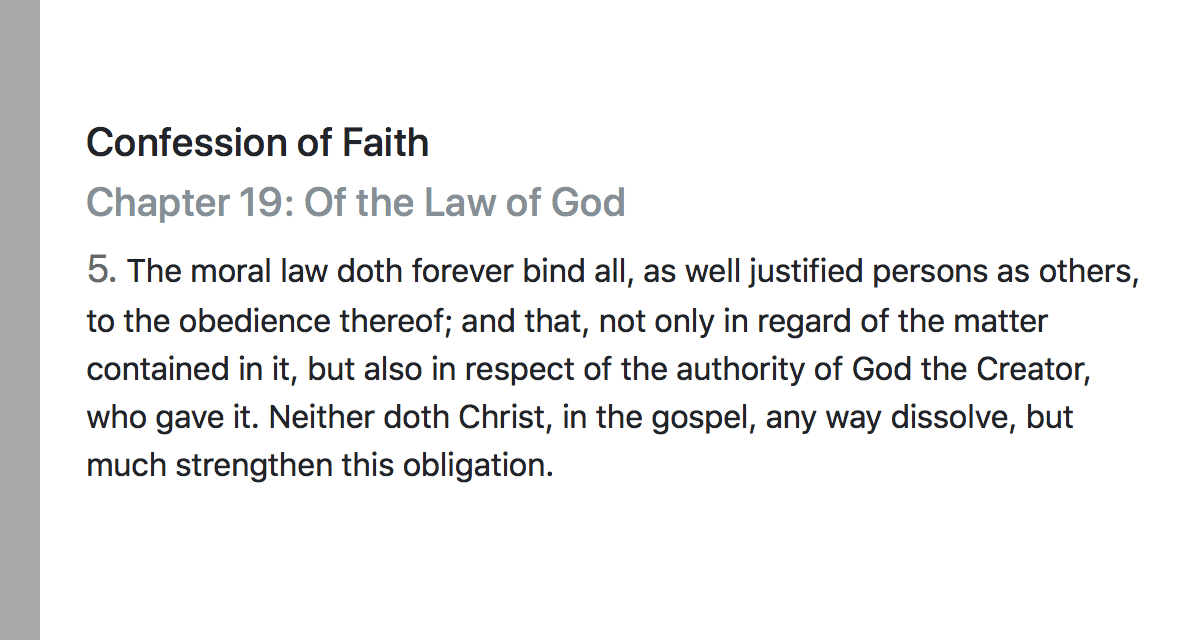 Confession of Faith
Chapter 19: Of the Law of God
5. The moral law doth forever bind all, as well justified persons as others,
to the obedience thereof; and that, not only in regard of the matter
contained in it, but also in respect of the authority of God the Creator,
who gave it. Neither doth Christ, in the gospel, any way dissolve, but
much strengthen this obligation.